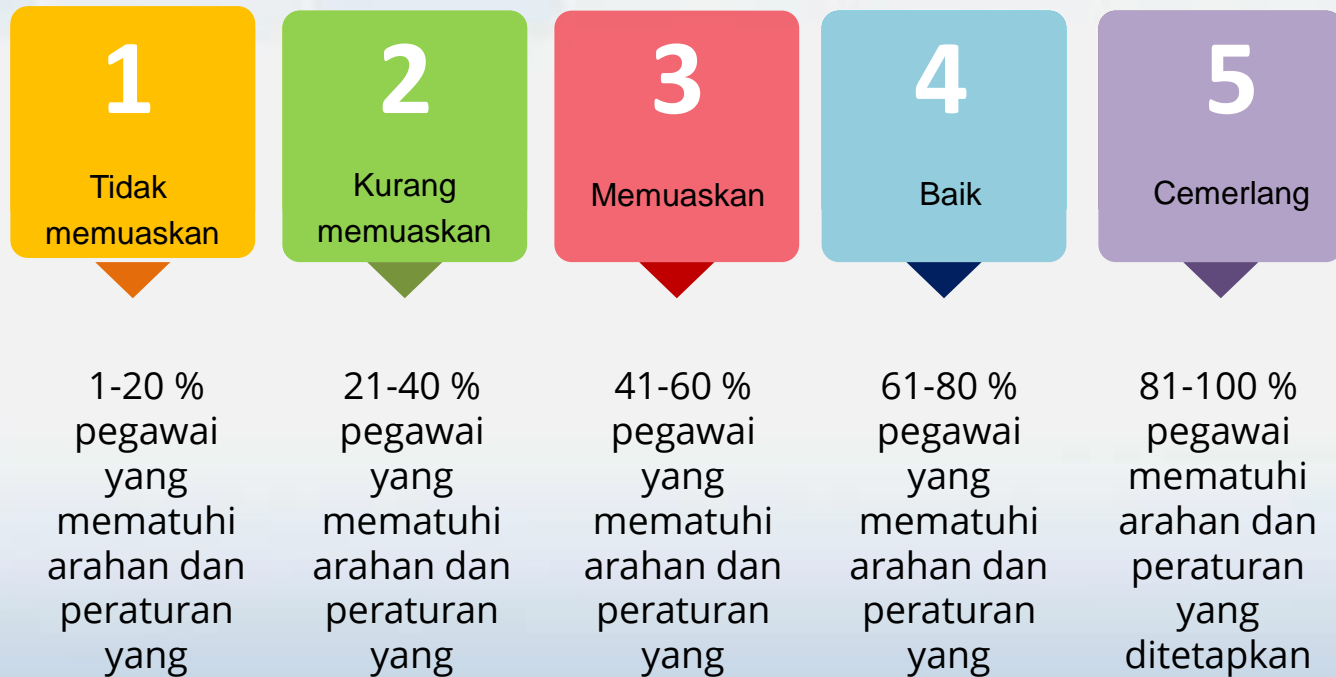 1
Tidak
memuaskan
2
Kurang
memuaskan
3
Memuaskan
4
Baik
5
Cemerlang
1-20 %
pegawai
yang
mematuhi
arahan dan
peraturan
yang
21-40 %
pegawai
yang
mematuhi
arahan dan
peraturan
yang
41-60 %
pegawai
yang
mematuhi
arahan dan
peraturan
yang
61-80 %
pegawai
yang
mematuhi
arahan dan
peraturan
yang
81-100 %
pegawai
mematuhi
arahan dan
peraturan
yang
ditetapkan